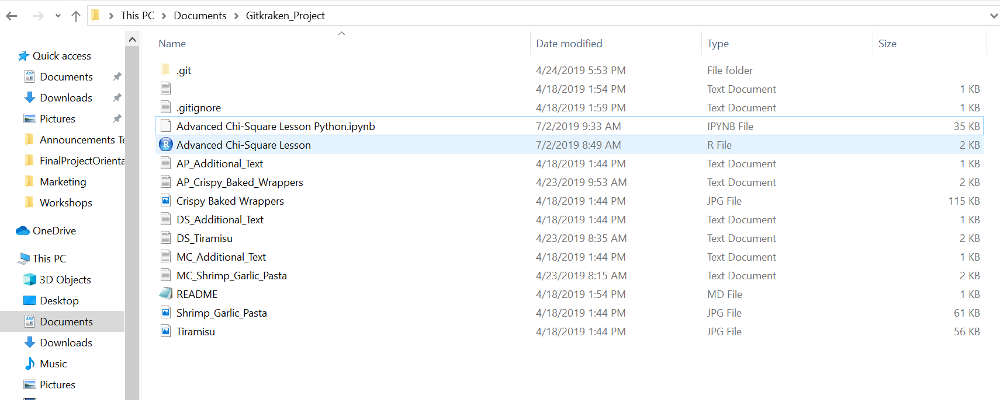 This PC > Documents > Gitkraken_Project
Name Date modified Type Size
Quick access
Documents
Downloads
Pictures
Announcements Te
FinalProjectOrienta
Marketing
Workshops
OneDrive
This PC
3D Objects
Desktop
Documents
Downloads
Music
Pictures
.git 4/24/2019 5:53 PM File folder
4/18/2019 1:54 PM Text Document 1 KB
.gitignore 4/18/2019 1:59 PM Text Document 1 KB
Advanced Chi-Square Lesson Python.ipynb 7/2/2019 9:33 AM IPYNB File 35 KB
R Advanced Chi-Square Lesson 7/2/2019 8:49 AM R File 2 KB
AP_Additional_Text 4/18/2019 1:44 PM Text Document 1 KB
AP_Crispy_Baked_Wrappers 4/23/2019 9:53 AM Text Document 2 KB
Crispy Baked Wrappers 4/18/2019 1:44 PM JPG File 115 KB
DS_Additional_Text 4/18/2019 1:44 PM Text Document 1 KB
DS_Tiramisu 4/23/2019 8:35 AM Text Document 2 KB
MC_Additional_Text 4/18/2019 1:44 PM Text Document 1 KB
MC_Shrimp_Garlic_Pasta 4/23/2019 8:15 AM Text Document 2 KB
README 4/18/2019 1:54 PM MD File 1 KB
Shrimp_Garlic_Pasta 4/18/2019 1:44 PM JPG File 61 KB
Tiramisu 4/18/2019 1:44 PM JPG File 56 KB